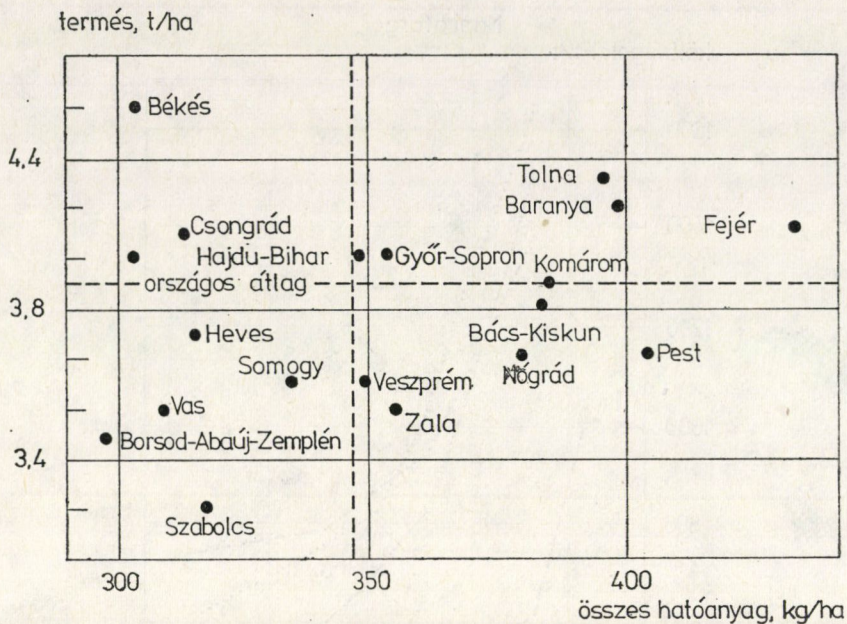 termés, t/ha
Békés
4,4
Tolna
Baranya
Csongrád
Fejér
Hajdu-Bihar
Győr-Sopron
Komárom
országos átlag
3,8
Heves
Bács-Kiskun
Somogy
Veszprém
Nógrád
Pest
Vas
Zala
3,4
Borsod-Abaúj-Zemplén
Szabolcs
300
350
400
összes hatóanyag, kg/ha